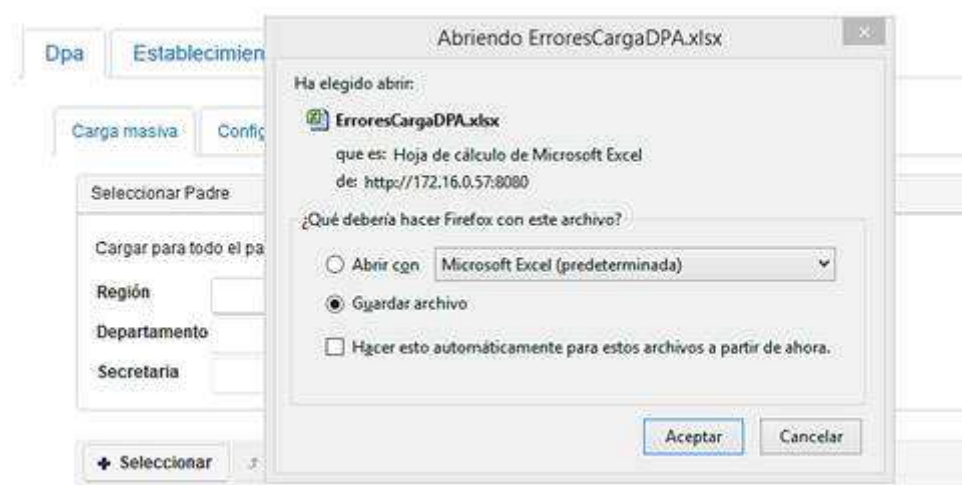 Abriendo ErroresCargaDPA.xlsx
Dpa
Ha elegido abrir:
ErroresCargaDPA.xlsx
que es: Hoja de cálculo de Microsoft Excel
de: http://172.16.0.57:8080
Carga masiva
Seleccionar Padre
¿Qué debería hacer Firefox con este archivo?
Cargar para todo el pa
Abrir con Microsoft Excel (predeterminada)
Región
Guardar archivo
Departamento
Hacer esto automáticamente para estos archivos a partir de ahora.
Secretaria
Aceptar Cancelar
+ Seleccionar